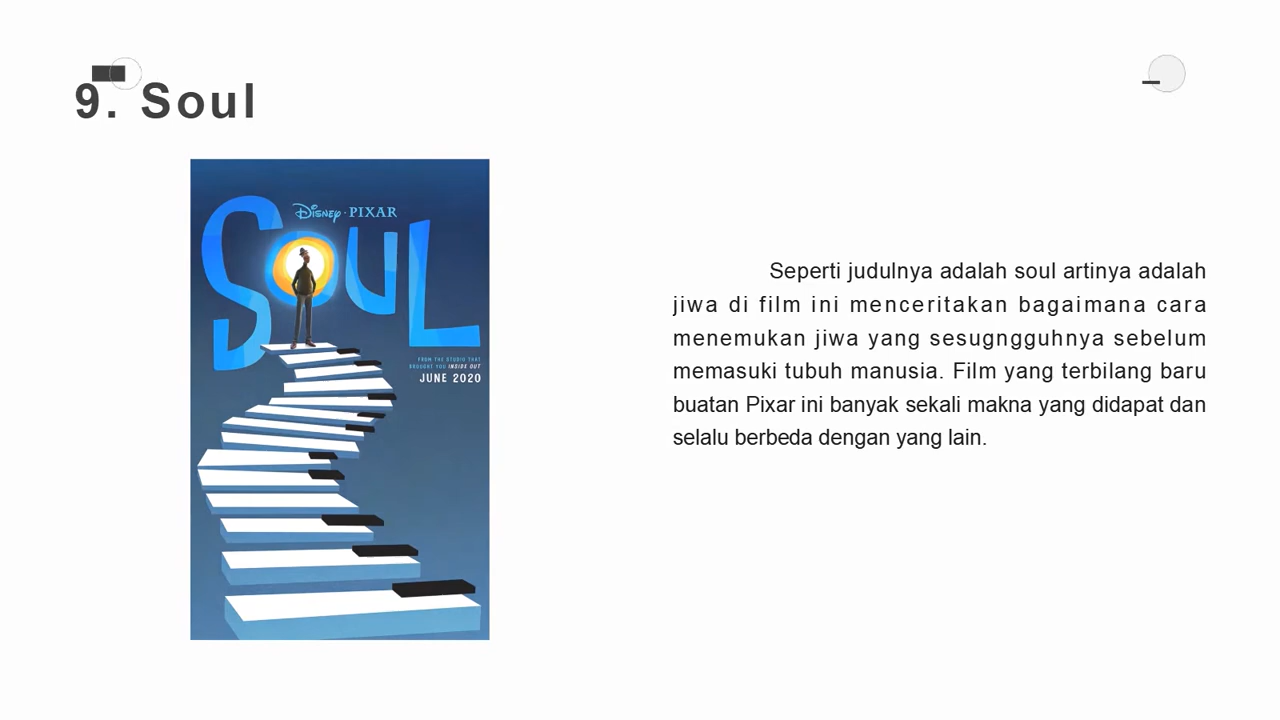 9. Soul
Disney · PIXAR
SOUL
FROM THE STUDIO THAT
BROUGHT YOU INSIDE OUT
JUNE 2020
Seperti judulnya adalah soul artinya adalah
jiwa di film ini menceritakan bagaimana cara
menemukan jiwa yang sesugngguhnya sebelum
memasuki tubuh manusia. Film yang terbilang baru
buatan Pixar ini banyak sekali makna yang didapat dan
selalu berbeda dengan yang lain.